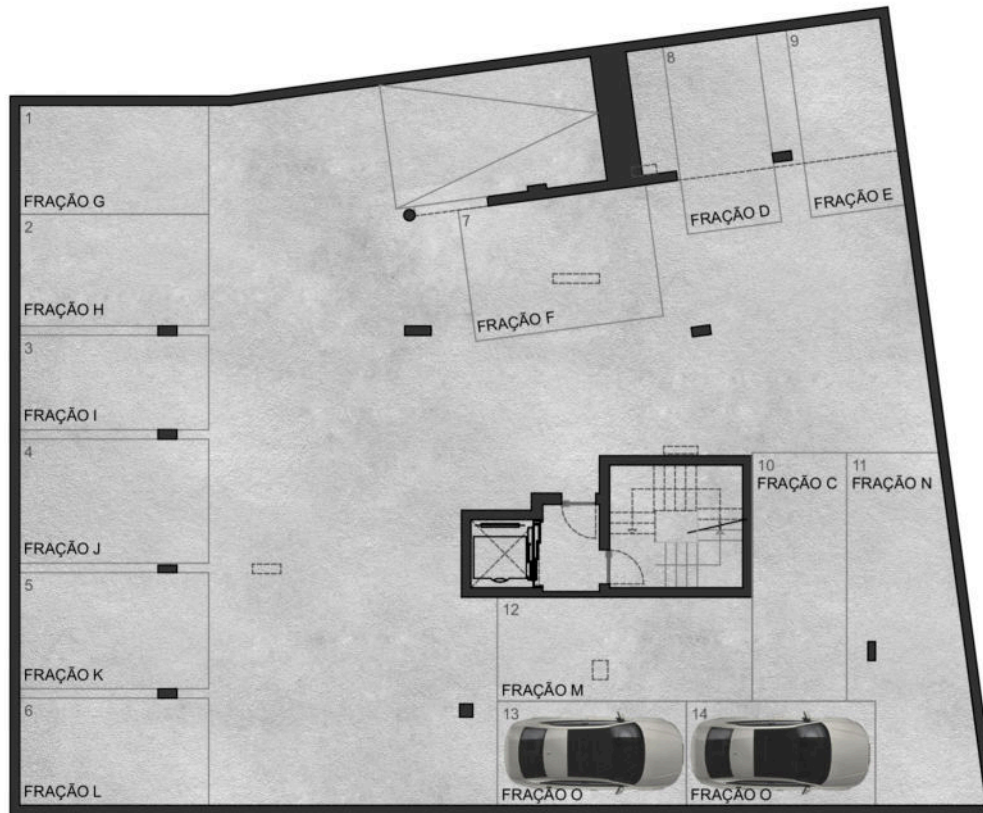 1
FRAÇÃO G
2
FRAÇÃO H
3
FRAÇÃO I
4
FRAÇÃO J
5
FRAÇÃO K
6
FRAÇÃO L
7
FRAÇÃO F
8
FRAÇÃO D
9
FRAÇÃO E
10
FRAÇÃO C
11
FRAÇÃO N
12
FRAÇÃO M
13
FRAÇÃO O
14
FRAÇÃO O